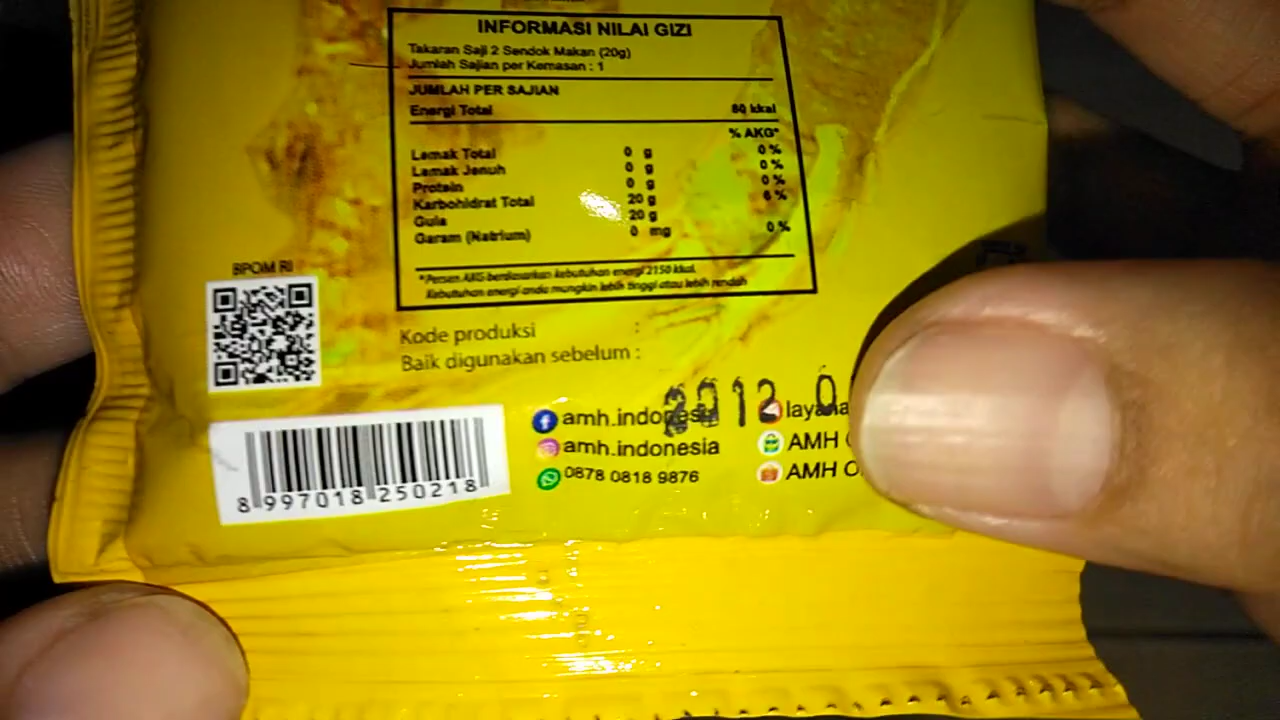 INFORMASI NILAI GIZI
Takaran Saji 2 Sendok Makan (20g)
Jumlah Sajian per Kemasan : 1
JUMLAH PER SAJIAN
Energi Total 80 kkal
% AKG*
Lemak Total 0 g 0 %
Lemak Jenuh 0 g 0 %
Protein 0 g 0 %
Karbohidrat Total 20 g 6 %
Gula 20 g
Garam (Natrium) 0 mg 0 %
*Persen AKG berdasarkan kebutuhan energi 2150 kkal.
Kebutuhan energi anda mungkin lebih tinggi atau lebih rendah
BPOM RI
Kode produksi :
Baik digunakan sebelum :
2012 0
amh.indonesia
amh.indonesia
0878 0818 9876
AMH
AMH
8 997018 250218